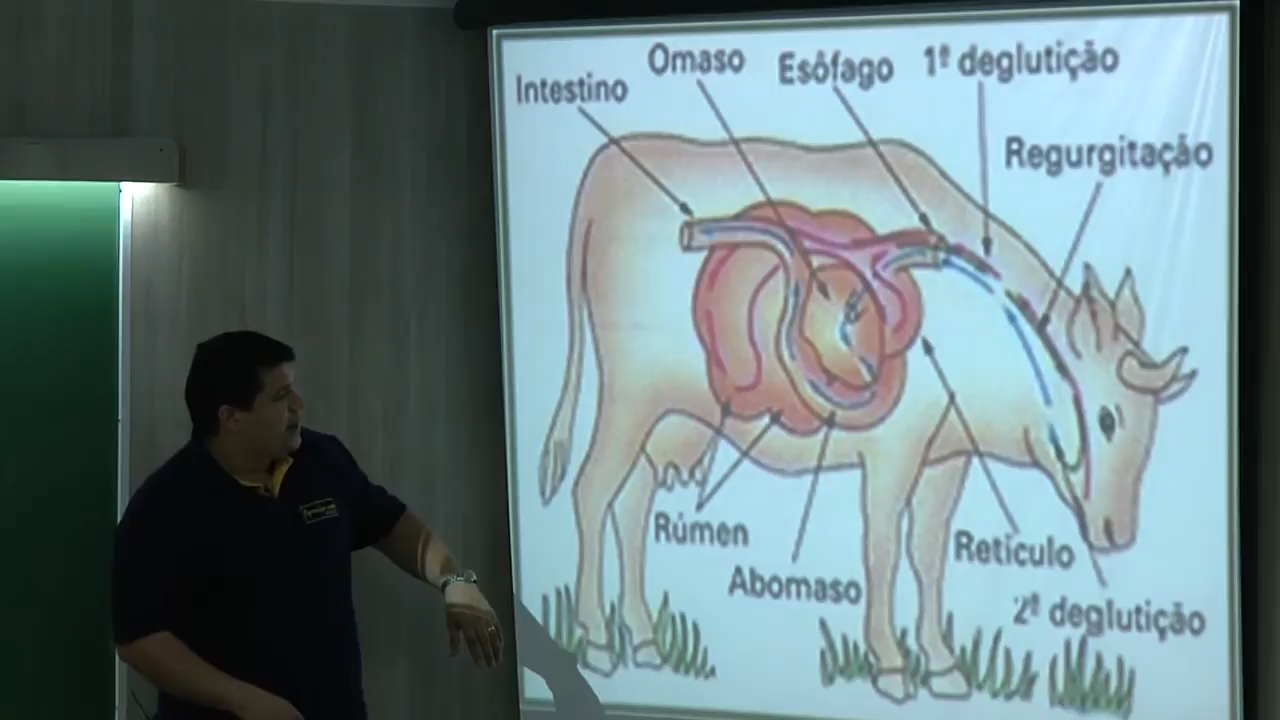 Omaso
Esôfago
1ª deglutição
Intestino
Regurgitação
Rúmen
Retículo
Abomaso
2ª deglutição